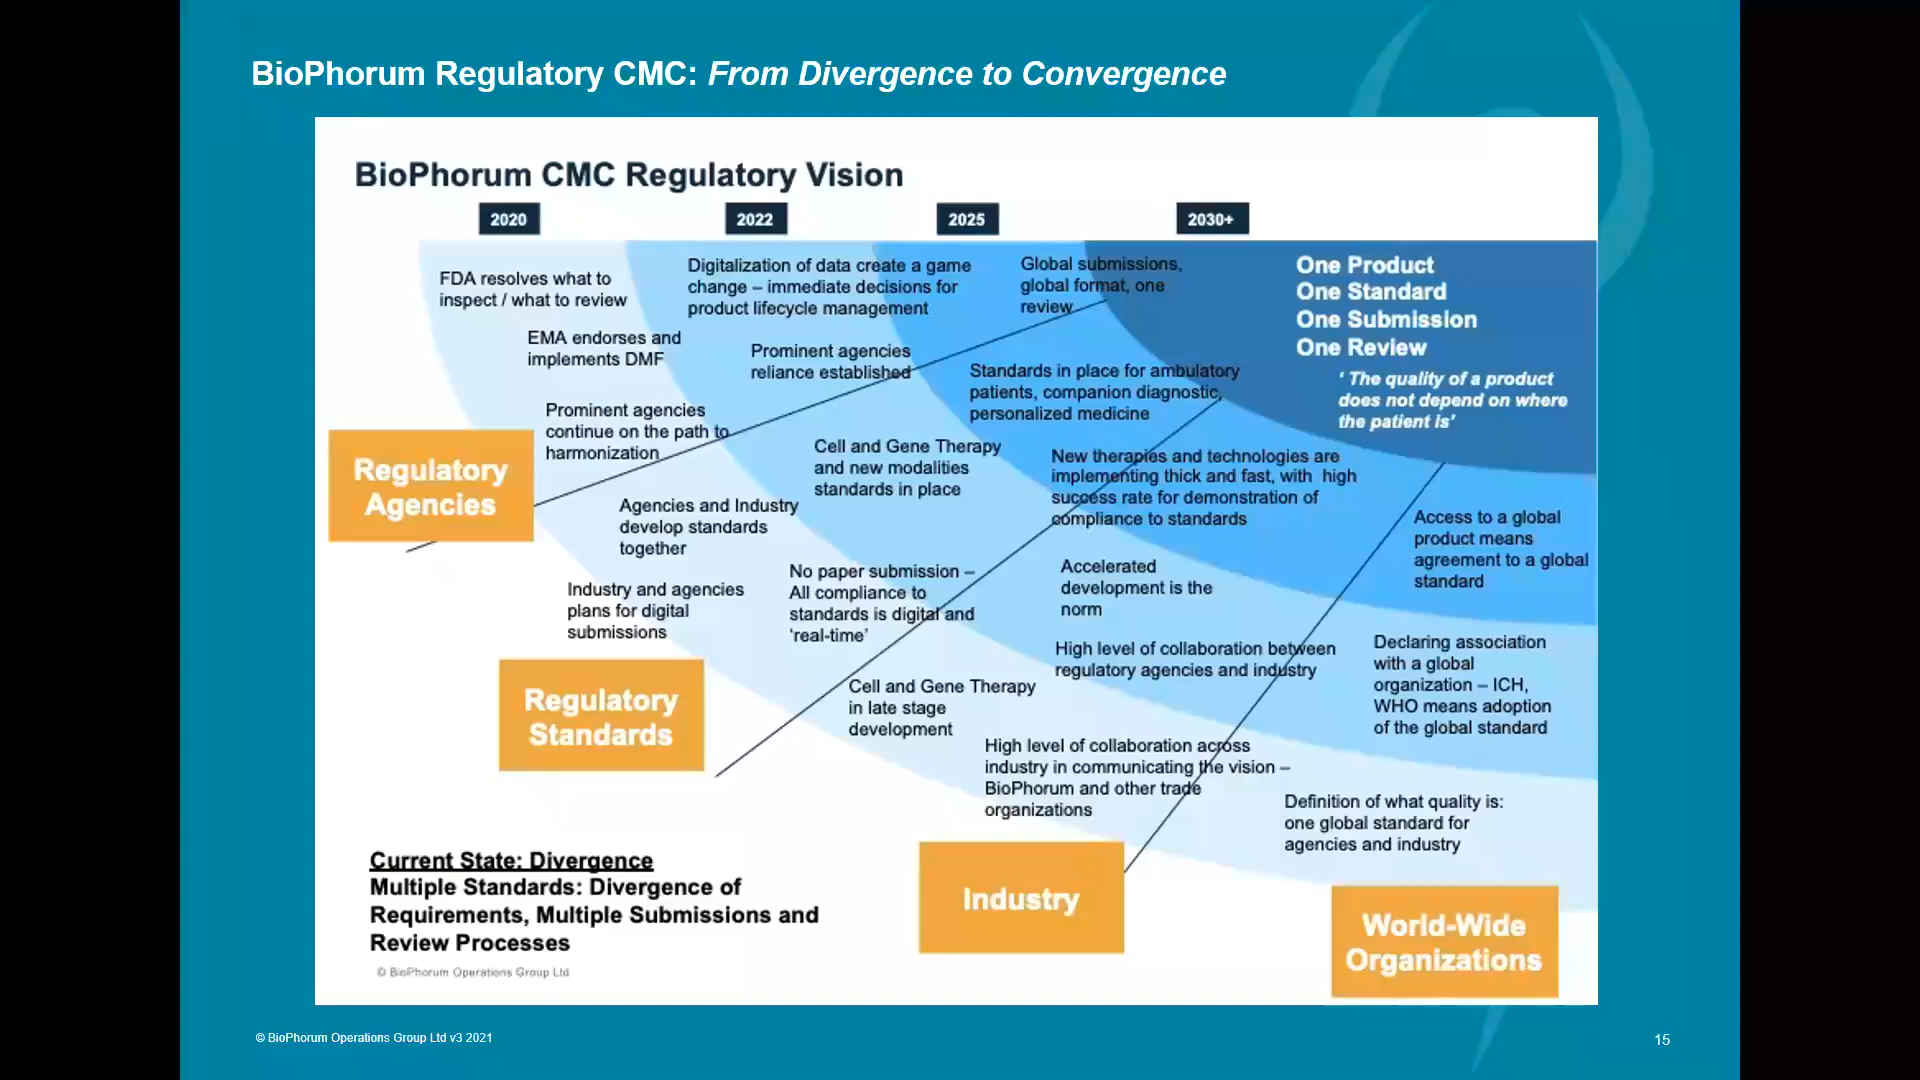 BioPhorum Regulatory CMC: From Divergence to Convergence
BioPhorum CMC Regulatory Vision
2020
2022
2025
2030+
FDA resolves what to
inspect / what to review
EMA endorses and
implements DMF
Prominent agencies
continue on the path to
harmonization
Digitalization of data create a game
change – immediate decisions for
product lifecycle management
Prominent agencies
reliance established
Global submissions,
global format, one
review
One Product
One Standard
One Submission
One Review
‘ The quality of a product
does not depend on where
the patient is’
Regulatory
Agencies
Agencies and Industry
develop standards
together
Industry and agencies
plans for digital
submissions
Cell and Gene Therapy
and new modalities
standards in place
No paper submission –
All compliance to
standards is digital and
‘real-time’
Standards in place for ambulatory
patients, companion diagnostic,
personalized medicine
Regulatory
Standards
New therapies and technologies are
implementing thick and fast, with high
success rate for demonstration of
compliance to standards
Accelerated
development is the
norm
High level of collaboration between
regulatory agencies and industry
Cell and Gene Therapy
in late stage
development
High level of collaboration across
industry in communicating the vision –
BioPhorum and other trade
organizations
Industry
Access to a global
product means
agreement to a global
standard
Declaring association
with a global
organization – ICH,
WHO means adoption
of the global standard
Definition of what quality is:
one global standard for
agencies and industry
World-Wide
Organizations
Current State: Divergence
Multiple Standards: Divergence of
Requirements, Multiple Submissions and
Review Processes
© BioPhorum Operations Group Ltd
© BioPhorum Operations Group Ltd v3 2021
15